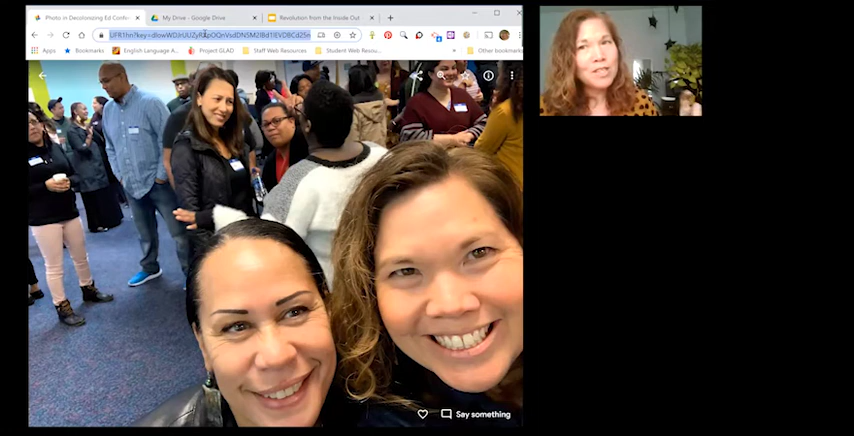 Photo in Decolonizing Ed Confe
My Drive - Google Drive
Revolution from the Inside Out
Apps
Bookmarks
English Language A...
Project GLAD
Staff Web Resources
Student Web Resou...
Other bookmarks
Say something